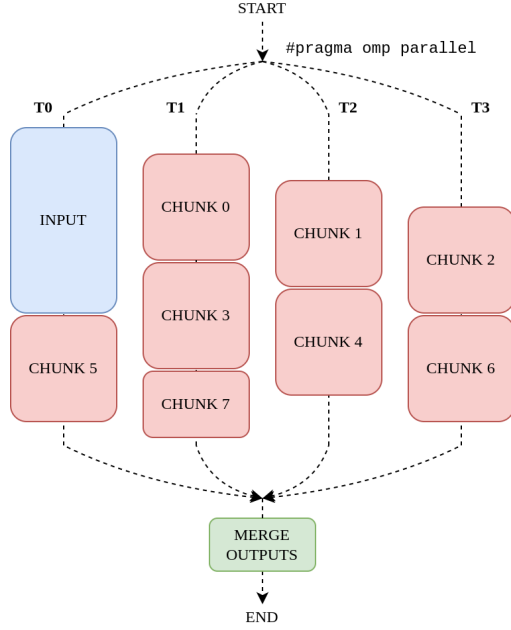 START
#pragma omp parallel
T0
T1
T2
T3
INPUT
CHUNK 0
CHUNK 1
CHUNK 2
CHUNK 3
CHUNK 4
CHUNK 5
CHUNK 6
CHUNK 7
MERGE
OUTPUTS
END